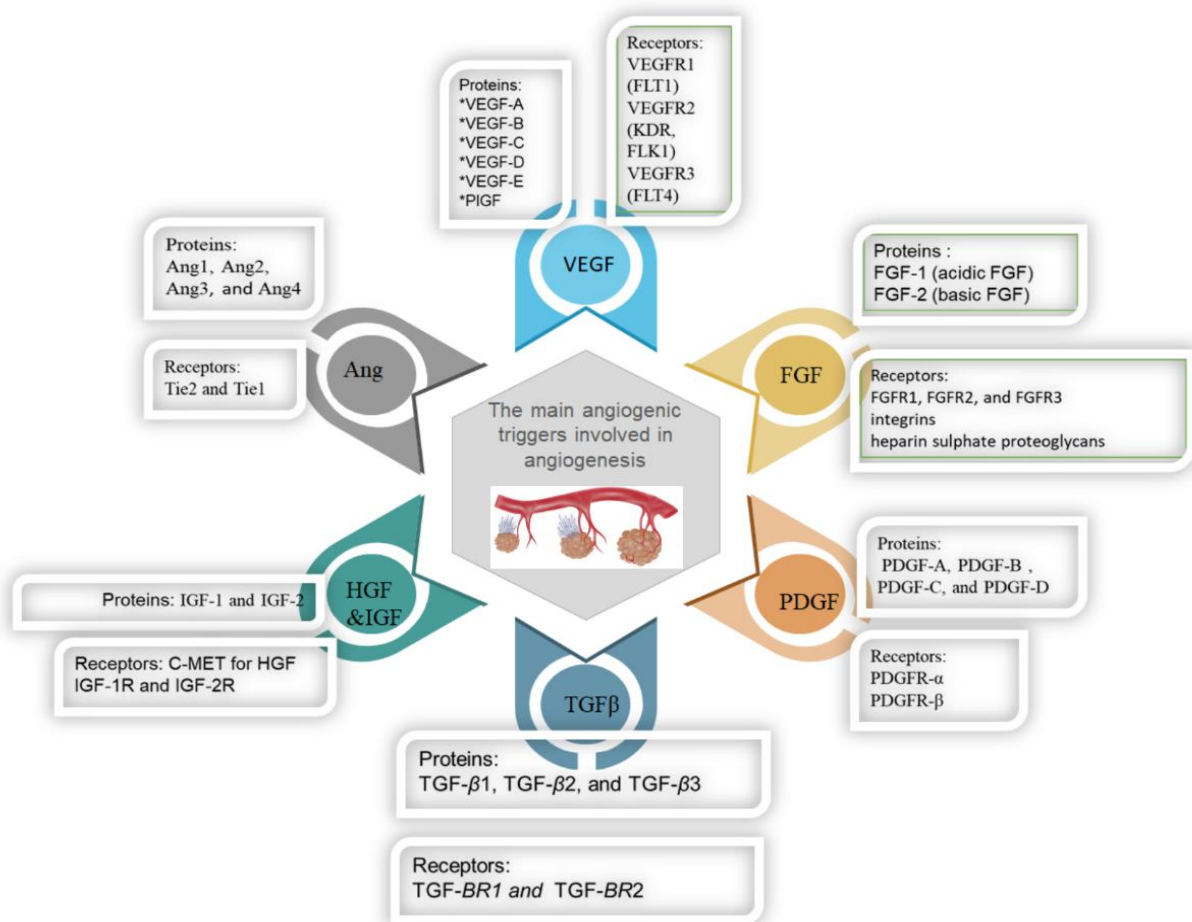 Proteins:
*VEGF-A
*VEGF-B
*VEGF-C
*VEGF-D
*VEGF-E
*PIGF
Receptors:
VEGFR1
(FLT1)
VEGFR2
(KDR,
FLK1)
VEGFR3
(FLT4)
VEGF
Proteins:
Ang1, Ang2,
Ang3, and Ang4
Receptors:
Tie2 and Tie1
Ang
Proteins :
FGF-1 (acidic FGF)
FGF-2 (basic FGF)
Receptors:
FGFR1, FGFR2, and FGFR3
integrins
heparin sulphate proteoglycans
FGF
The main angiogenic
triggers involved in
angiogenesis
HGF
&IGF
Proteins: IGF-1 and IGF-2
Receptors: C-MET for HGF
IGF-1R and IGF-2R
PDGF
Proteins:
PDGF-A, PDGF-B ,
PDGF-C, and PDGF-D
Receptors:
PDGFR-α
PDGFR-β
TGFβ
Proteins:
TGF-β1, TGF-β2, and TGF-β3
Receptors:
TGF-BR1 and TGF-BR2